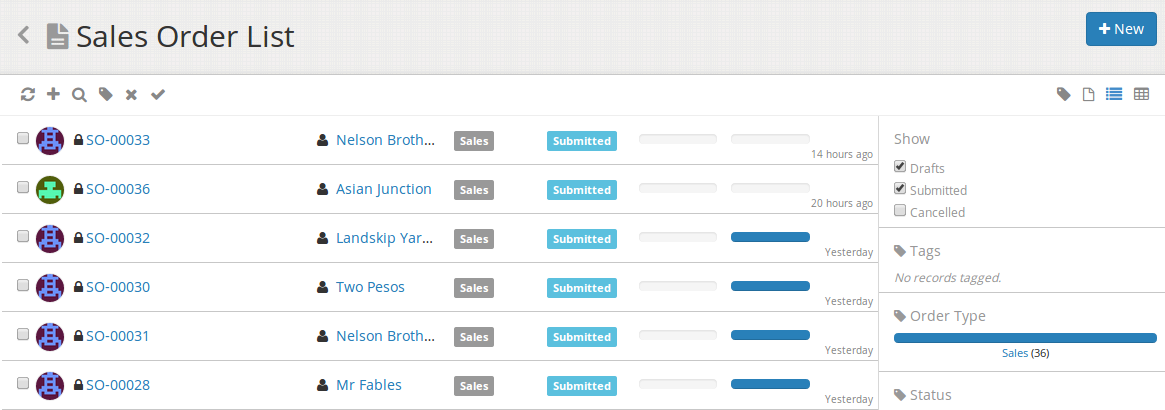 Sales Order List
New
SO-00033 Nelson Broth... Sales Submitted
14 hours ago
SO-00036 Asian Junction Sales Submitted
20 hours ago
SO-00032 Landskip Yar... Sales Submitted
Yesterday
SO-00030 Two Pesos Sales Submitted
Yesterday
SO-00031 Nelson Broth... Sales Submitted
Yesterday
SO-00028 Mr Fables Sales Submitted
Yesterday
Show
Drafts
Submitted
Cancelled
Tags
No records tagged.
Order Type
Sales (36)
Status